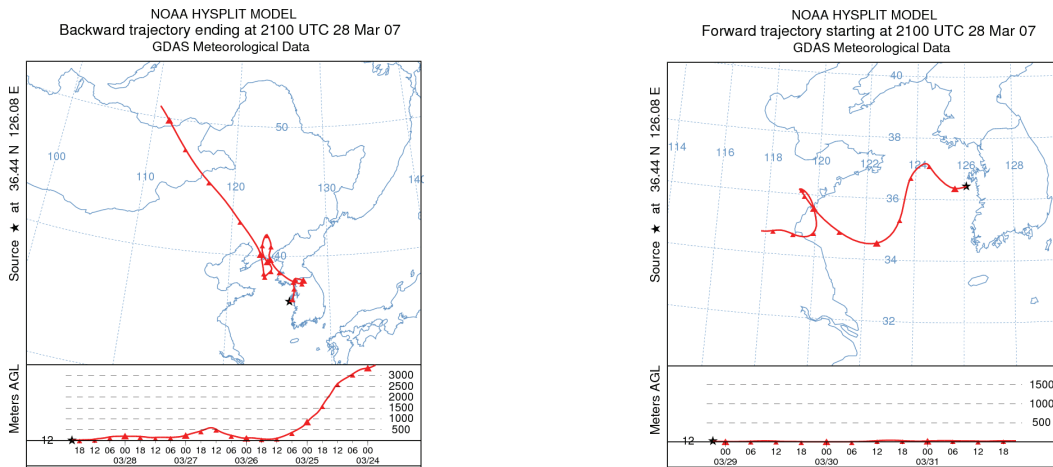 NOAA HYSPLIT MODEL
Backward trajectory ending at 2100 UTC 28 Mar 07
GDAS Meteorological Data
Source ★ at 36.44 N 126.08 E
100
110
120
130
50
40
Meters AGL
3000
2500
2000
1500
1000
500
12
18 12 06 00 18 12 06 00 18 12 06 00 18 12 06 00 18 12 06 00
03/28 03/27 03/26 03/25 03/24
NOAA HYSPLIT MODEL
Forward trajectory starting at 2100 UTC 28 Mar 07
GDAS Meteorological Data
Source ★ at 36.44 N 126.08 E
114 116 118 120 122 124 126 128
40
38
36
34
32
Meters AGL
1500
1000
500
12
00 06 12 18 00 06 12 18 00 06 12 18
03/29 03/30 03/31